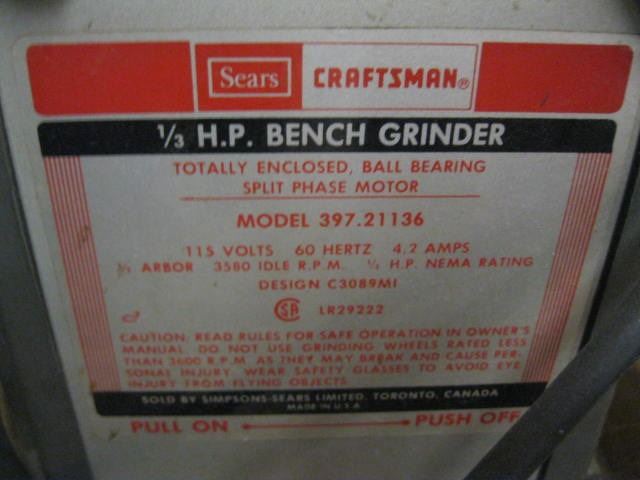 Sears CRAFTSMAN®
1/3 H.P. BENCH GRINDER
TOTALLY ENCLOSED, BALL BEARING
SPLIT PHASE MOTOR
MODEL 397.21136
115 VOLTS 60 HERTZ 4.2 AMPS
ARBOR 3580 IDLE R.P.M. 1/4 H.P. NEMA RATING
DESIGN C3089MI
SA LR29222
CAUTION: READ RULES FOR SAFE OPERATION IN OWNER'S
MANUAL. DO NOT USE GRINDING WHEELS RATED LESS
THAN 3600 R.P.M. AS THEY MAY BREAK AND CAUSE PER-
SONAL INJURY. WEAR SAFETY GLASSES TO AVOID EYE
INJURY FROM FLYING OBJECTS.
SOLD BY SIMPSONS-SEARS LIMITED, TORONTO, CANADA
MADE IN U.S.A.
PULL ON PUSH OFF